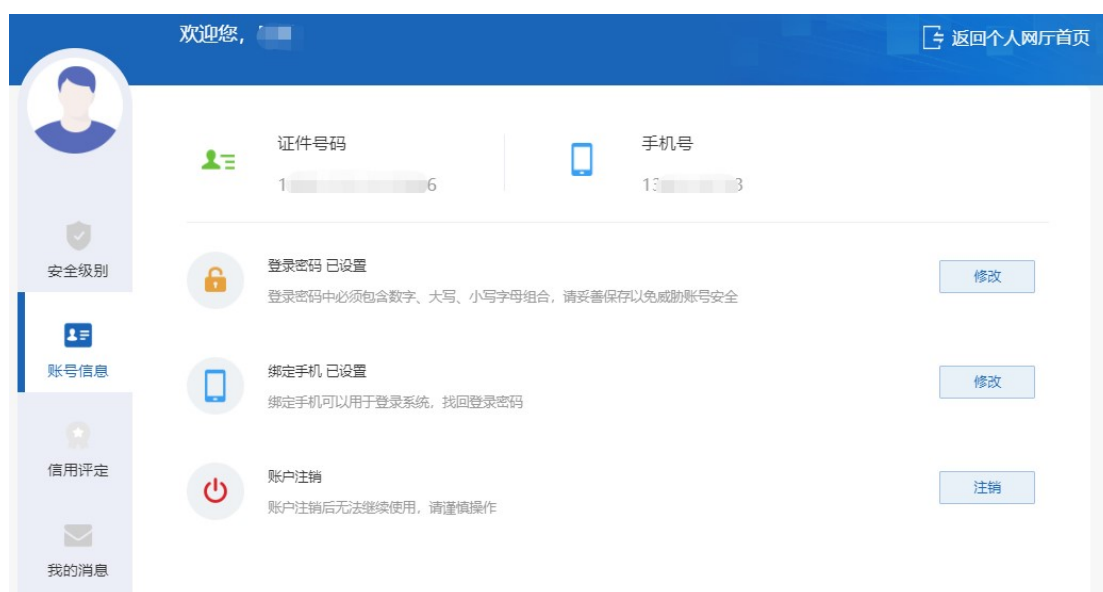 欢迎您，
返回个人网厅首页
证件号码
1 6
手机号
13 3
安全级别
账号信息
信用评定
我的消息
登录密码 已设置
登录密码中必须包含数字、大写、小写字母组合，请妥善保存以免威胁账号安全
修改
绑定手机 已设置
绑定手机可以用于登录系统，找回登录密码
修改
账户注销
账户注销后无法继续使用，请谨慎操作
注销